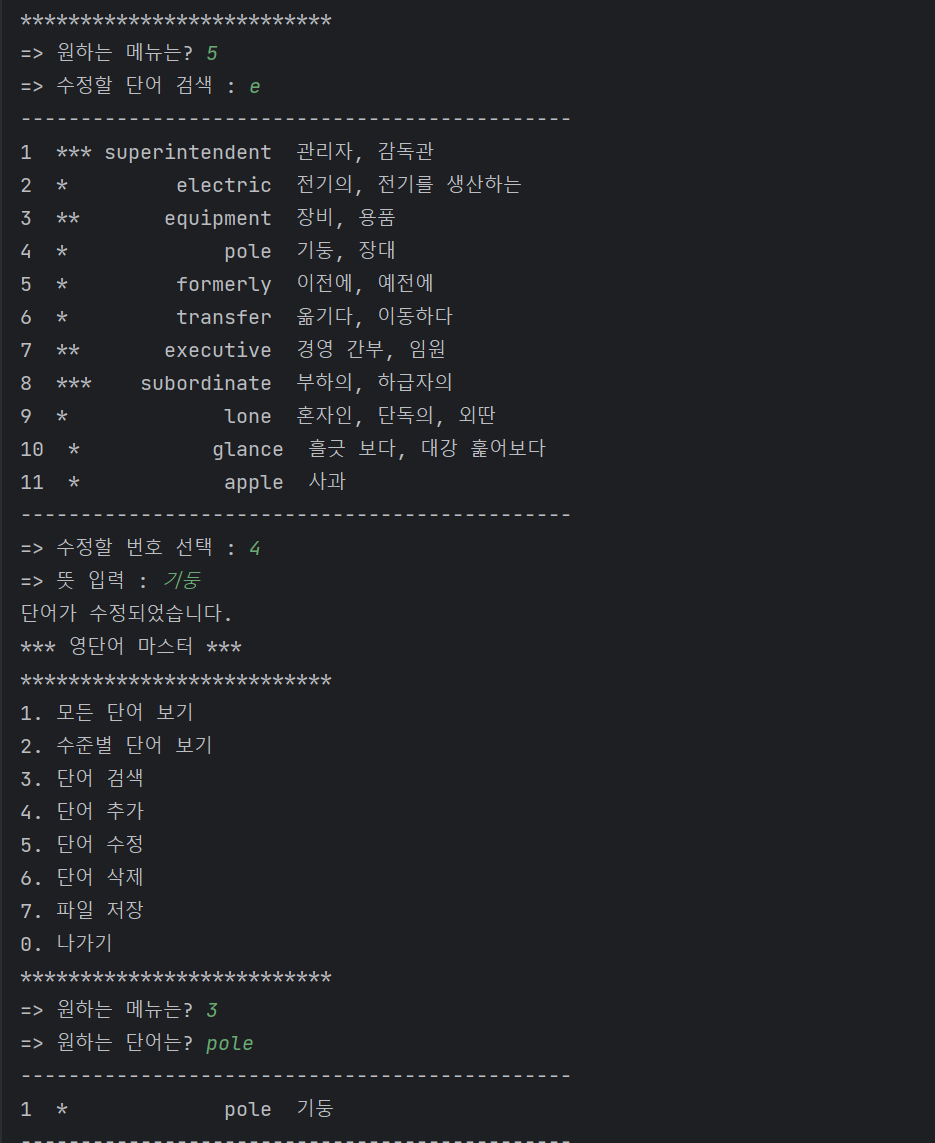 **************************
=> 원하는 메뉴는? 5
=> 수정할 단어 검색 : e
----------------------------------------------
1  *** superintendent  관리자, 감독관
2  *         electric  전기의, 전기를 생산하는
3  **       equipment  장비, 용품
4  *             pole  기둥, 장대
5  *         formerly  이전에, 예전에
6  *         transfer  옮기다, 이동하다
7  **       executive  경영 간부, 임원
8  ***    subordinate  부하의, 하급자의
9  *             lone  혼자인, 단독의, 외딴
10  *           glance  흘긋 보다, 대강 훑어보다
11  *            apple  사과
----------------------------------------------
=> 수정할 번호 선택 : 4
=> 뜻 입력 : 기둥
단어가 수정되었습니다.
*** 영단어 마스터 ***
**************************
1. 모든 단어 보기
2. 수준별 단어 보기
3. 단어 검색
4. 단어 추가
5. 단어 수정
6. 단어 삭제
7. 파일 저장
0. 나가기
**************************
=> 원하는 메뉴는? 3
=> 원하는 단어는? pole
----------------------------------------------
1  *             pole  기둥
----------------------------------------------